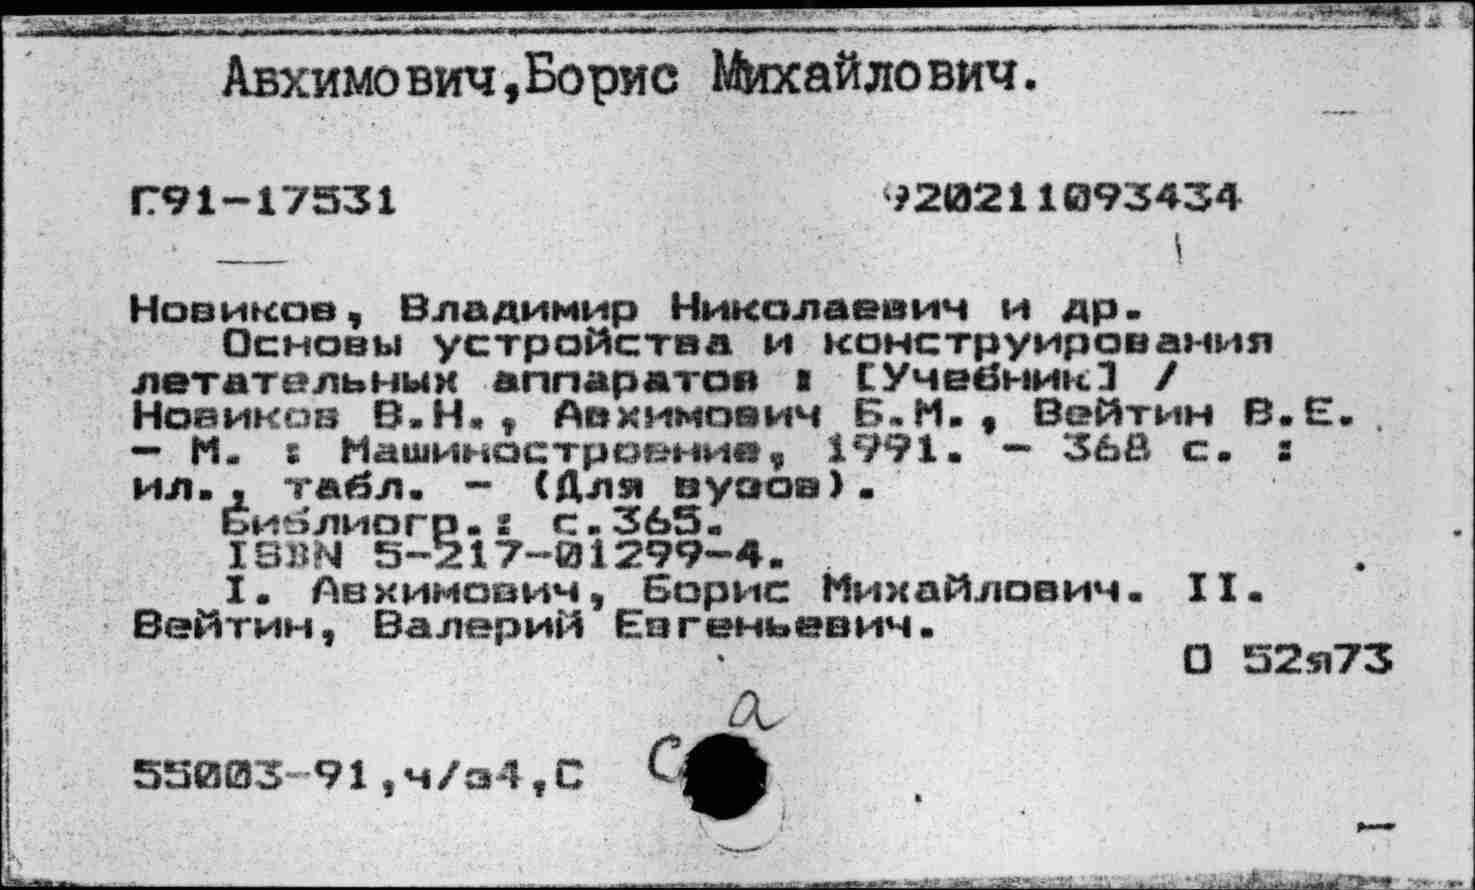 Авхимович,Борис Михайлович.
Г91-17531 920211093434
Новиков, Владимир Николаевич и др.
Основы устройства и конструирования
летательных аппаратов : [Учебник] /
Новиков В.Н., Авхимович Б.М., Вейтин В.Е.
- М. : Машиностроение, 1991. - 368 с. :
ил., табл. - (Для вузов).
Библиогр.: с.365.
ISBN 5-217-01299-4.
I. Авхимович, Борис Михайлович. II.
Вейтин, Валерий Евгеньевич.
О 52я73
а
С
55003-91,ч/з4,С